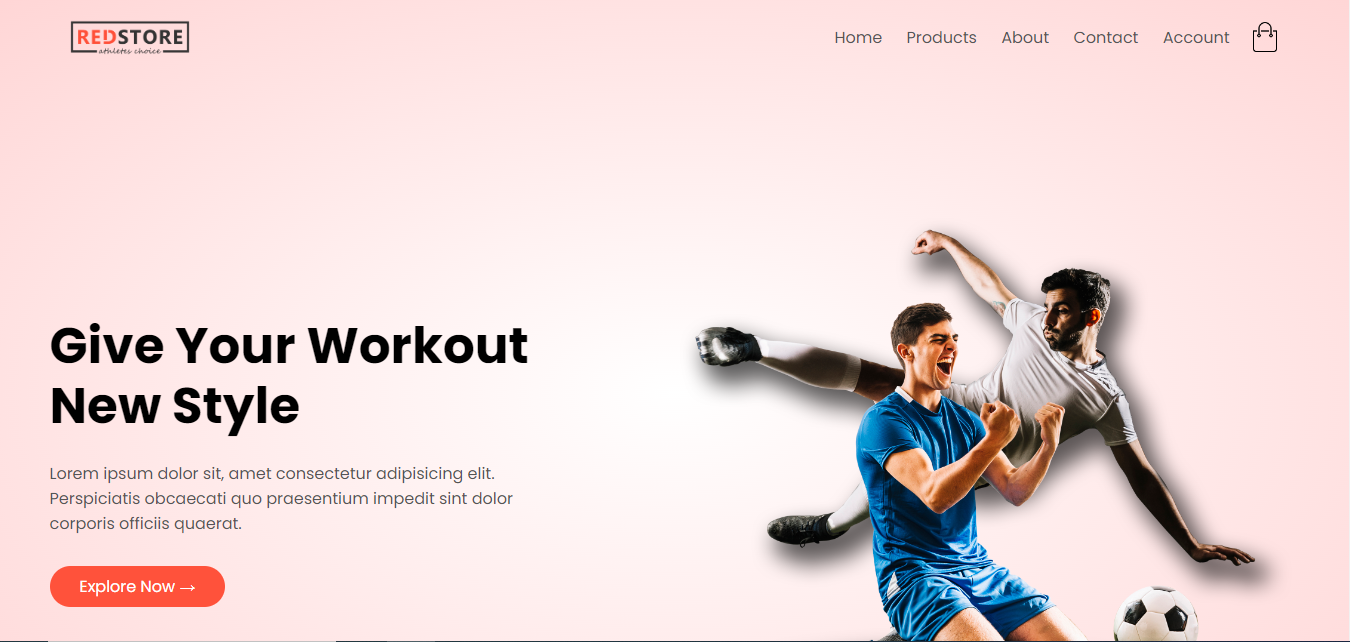 REDSTORE
athletes choice
Home Products About Contact Account
Give Your Workout
New Style
Lorem ipsum dolor sit, amet consectetur adipisicing elit.
Perspiciatis obcaecati quo praesentium impedit sint dolor
corporis officiis quaerat.
Explore Now →